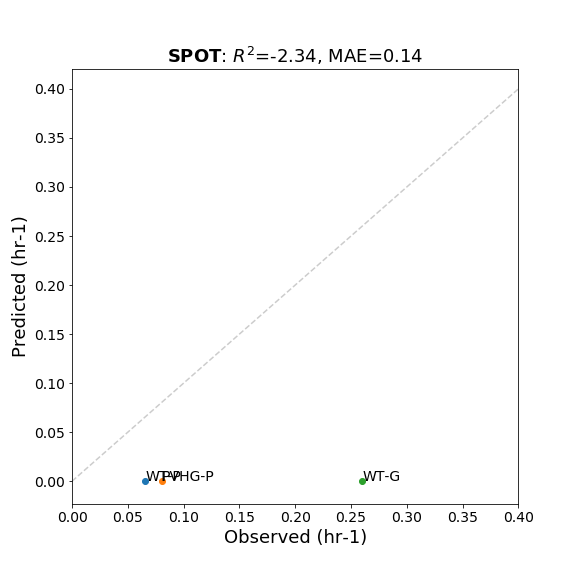 SPOT: R²=-2.34, MAE=0.14
Predicted (hr-1)
0.40
0.35
0.30
0.25
0.20
0.15
0.10
0.05
0.00
WT-P
PVHG-P
WT-G
0.00 0.05 0.10 0.15 0.20 0.25 0.30 0.35 0.40
Observed (hr-1)